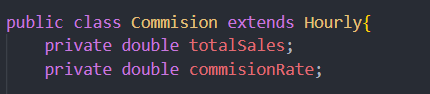 public class Commision extends Hourly{
    private double totalSales;
    private double commisionRate;